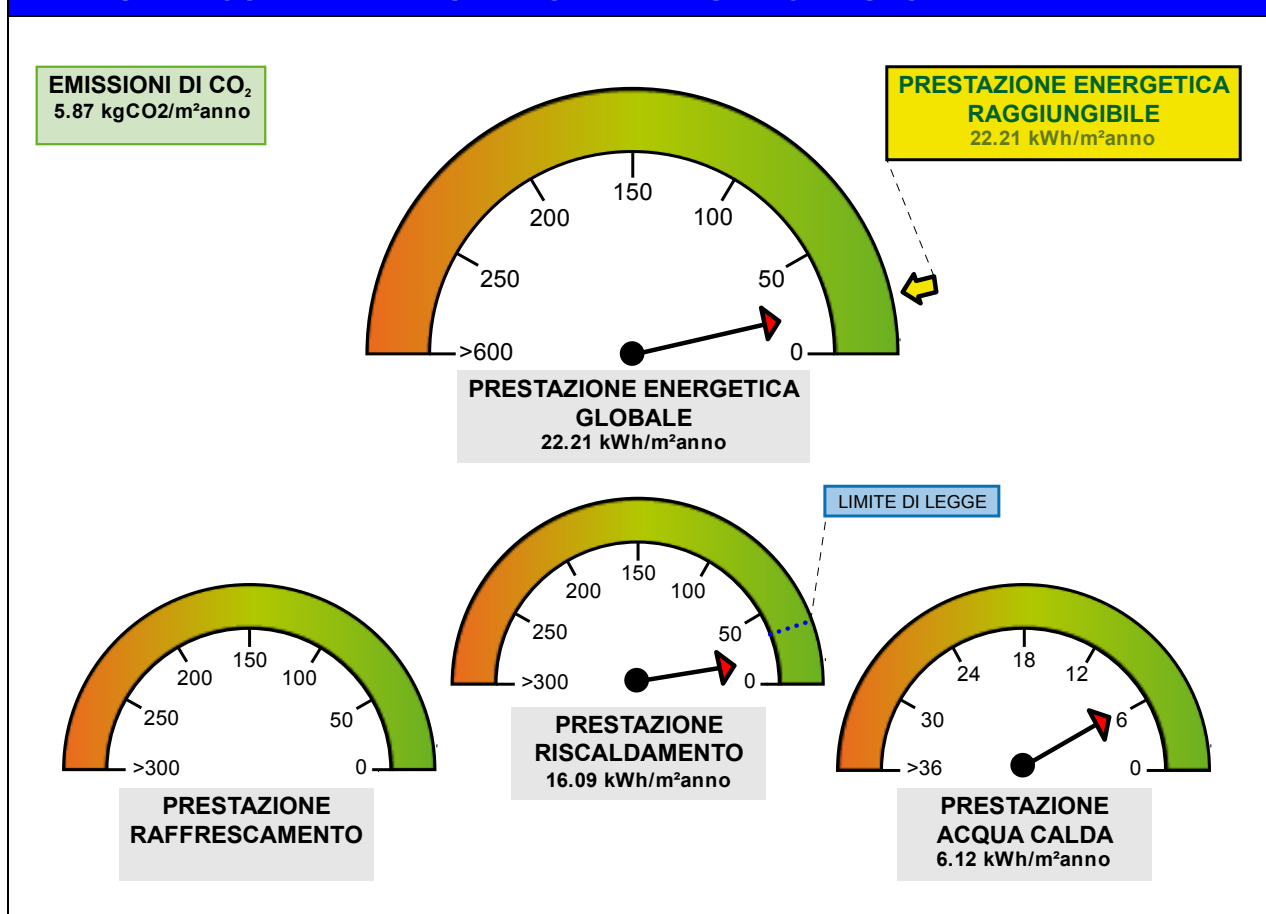 EMISSIONI DI CO₂
5.87 kgCO2/m²anno
PRESTAZIONE ENERGETICA
RAGGIUNGIBILE
22.21 kWh/m²anno
150
200
100
250
50
>600
0
PRESTAZIONE ENERGETICA
GLOBALE
22.21 kWh/m²anno
LIMITE DI LEGGE
150
200
100
250
50
>300
0
PRESTAZIONE
RISCALDAMENTO
16.09 kWh/m²anno
150
200
100
250
50
>300
0
PRESTAZIONE
RAFFRESCAMENTO
18
24
12
30
6
>36
0
PRESTAZIONE
ACQUA CALDA
6.12 kWh/m²anno